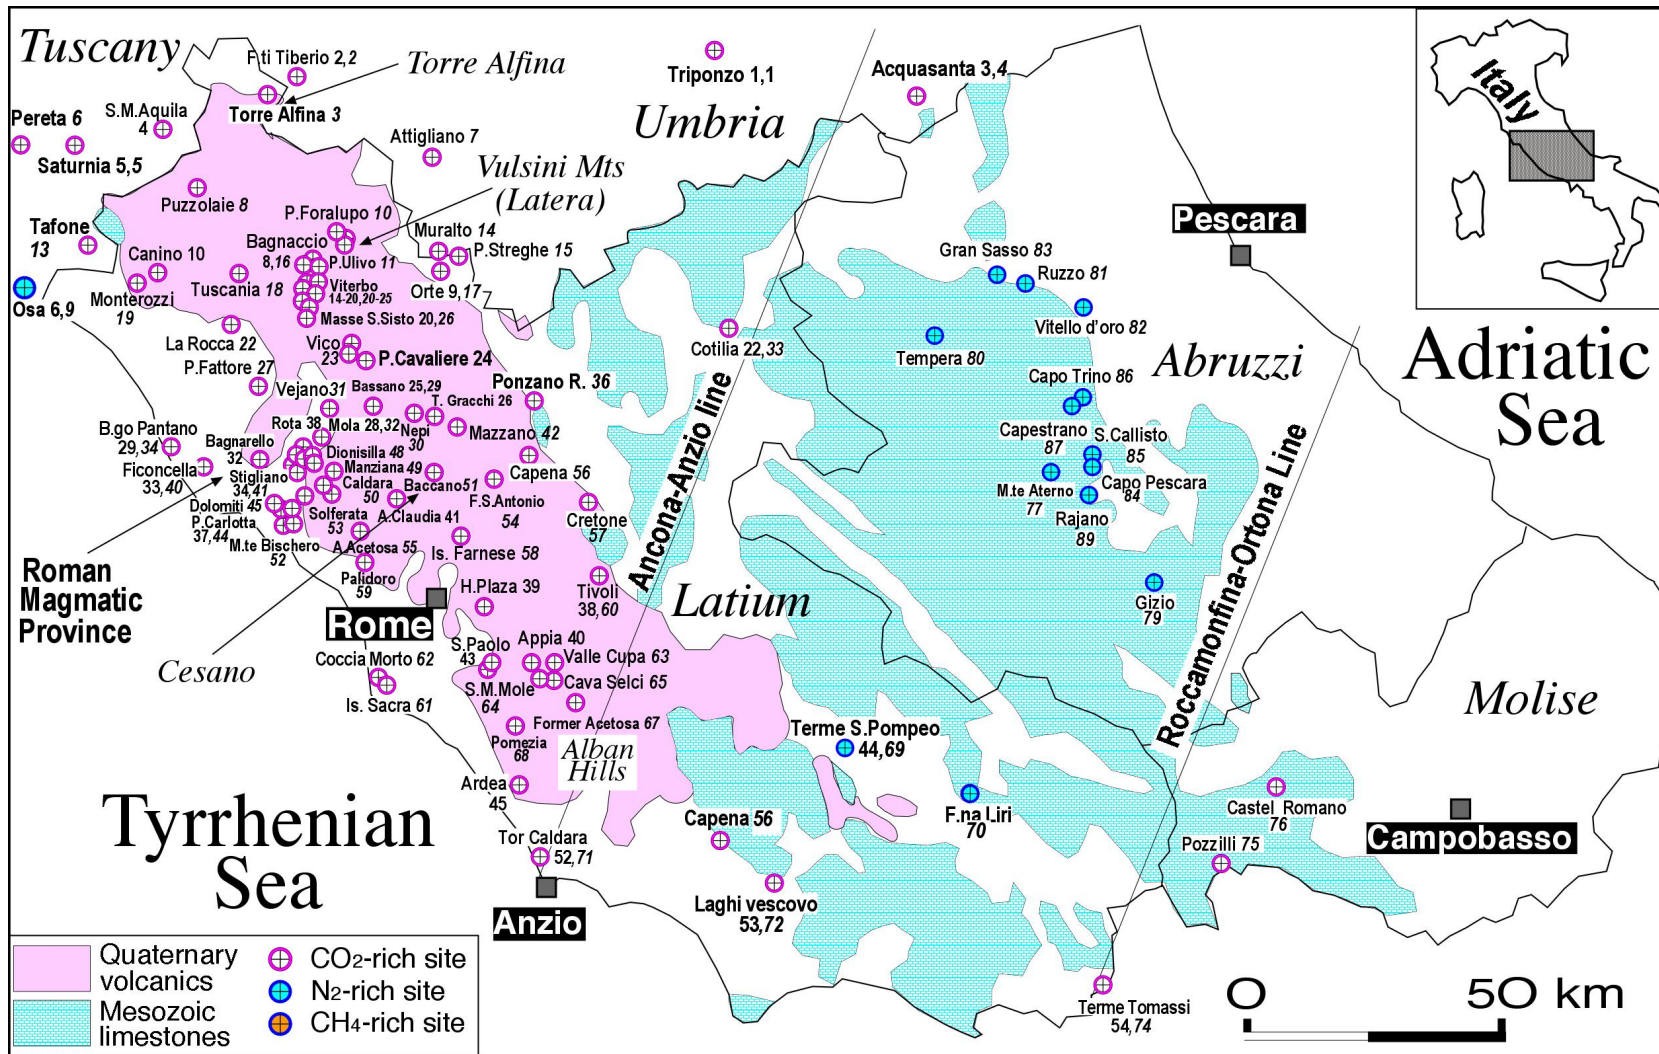 Tuscany
F.ti Tiberio 2,2
Torre Alfina
Torre Alfina 3
Triponzo 1,1
Acquasanta 3,4
Umbria
Italy
Pereta 6
S.M.Aquila
4
Saturnia 5,5
Attigliano 7
Vulsini Mts
(Latera)
Puzzolaie 8
P.Foralupo 10
Tafone
13
Canino 10
Bagnaccio
8,16
P.Ulivo 11
Muralto 14
P.Streghe 15
Pescara
Gran Sasso 83
Ruzzo 81
Osa 6,9
Monterozzi
19
Tuscania 18
Viterbo
14-20,20-25
Orte 9,17
Masse S.Sisto 20,26
Vitello d'oro 82
La Rocca 22
Vico
23
P.Cavaliere 24
Cotilia 22,33
Tempera 80
Abruzzi
Adriatic
Sea
P.Fattore 27
Vejano31
Bassano 25,29
T. Gracchi 26
Ponzano R. 36
Capo Trino 86
Rota 38
Mola 28,32
Nepi
30
Mazzano 42
Capestrano
87
S.Callisto
85
B.go Pantano
29,34
Bagnarello
32
Dionisilla 48
Manziana 49
Capena 56
Ficoncella
33,40
Stigliano
34,41
Caldara
50
Baccano51
F.S.Antonio
54
M.te Aterno
77
Capo Pescara
84
Dolomiti 45
P.Carlotta
37,44
Solferata
53
A.Claudia 41
Cretone
57
Rajano
89
M.te Bischero
52
A.Acetosa 55
Is. Farnese 58
Ancona-Anzio line
Roccamonfina-Ortona Line
Roman
Magmatic
Province
Palidoro
59
H.Plaza 39
Tivoli
38,60
Latium
Gizio
79
Rome
Cesano
Coccia Morto 62
S.Paolo
43
Appia 40
Valle Cupa 63
Is. Sacra 61
S.M.Mole
64
Cava Selci 65
Molise
Former Acetosa 67
Pomezia
68
Alban
Hills
Terme S.Pompeo
44,69
Ardea
45
Tyrrhenian
Sea
Capena 56
F.na Liri
70
Castel Romano
76
Campobasso
Tor Caldara
52,71
Pozzilli 75
Anzio
Laghi vescovo
53,72
Terme Tomassi
54,74
Quaternary
volcanics
Mesozoic
limestones
CO2-rich site
N2-rich site
CH4-rich site
0 50 km